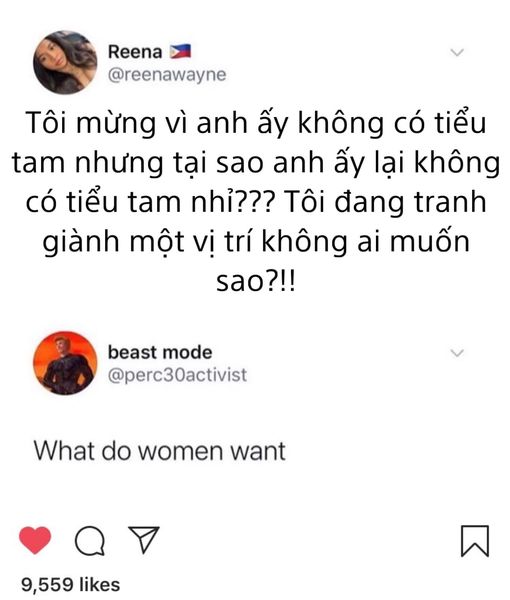 Reena 🇵🇭
@reenawayne
Tôi mừng vì anh ấy không có tiểu
tam nhưng tại sao anh ấy lại không
có tiểu tam nhỉ??? Tôi đang tranh
giành một vị trí không ai muốn
sao?!!
beast mode
@perc30activist
What do women want
9,559 likes